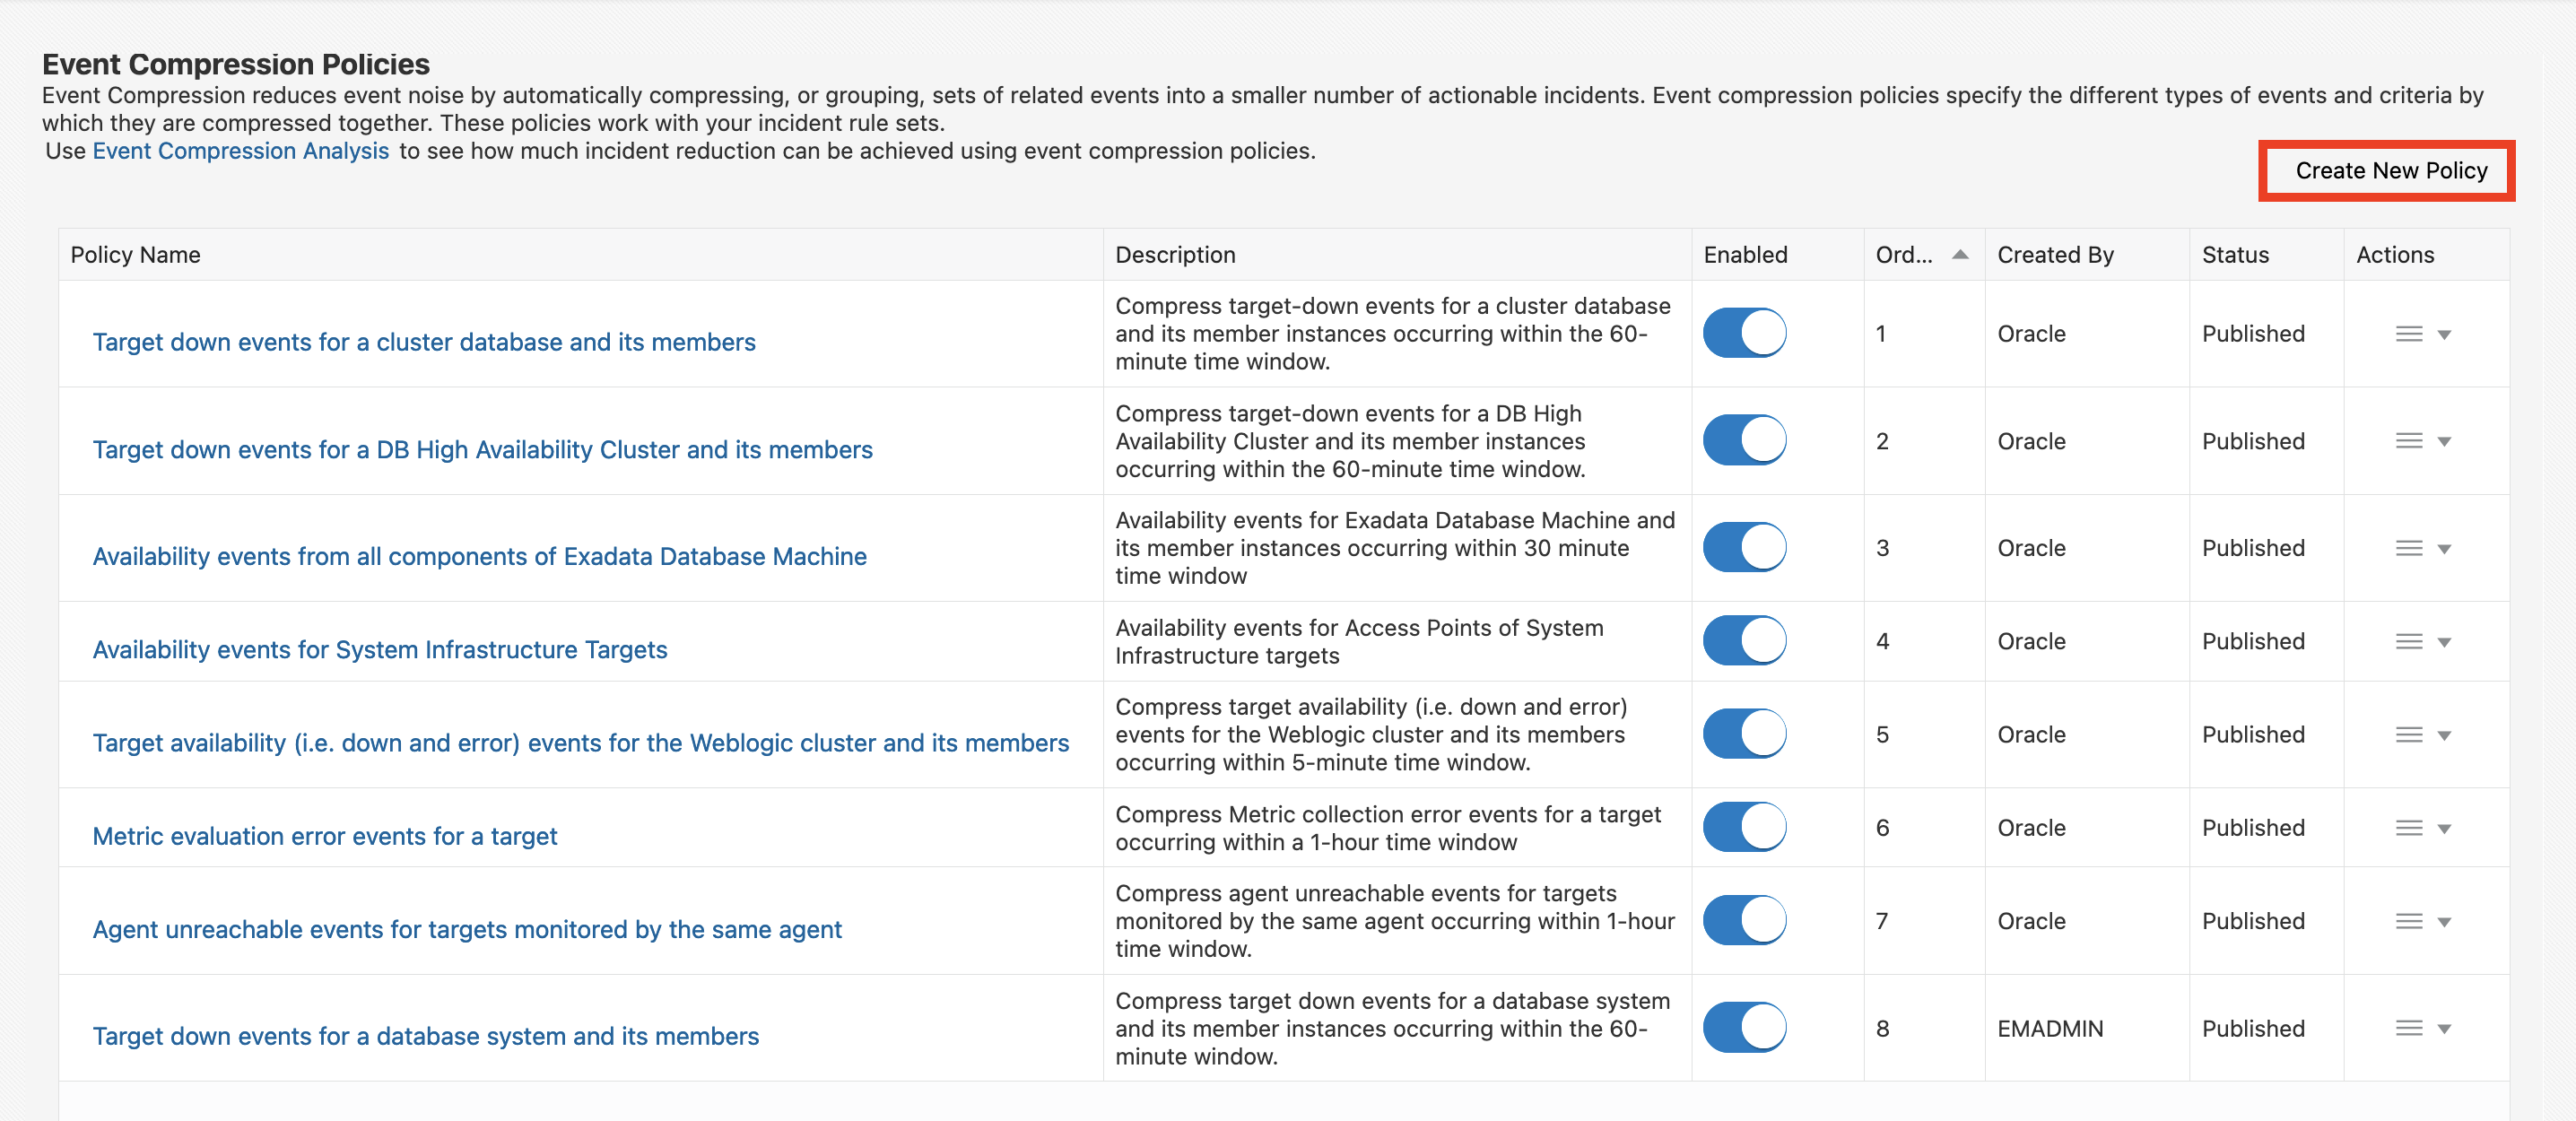 Event Compression Policies
Event Compression reduces event noise by automatically compressing, or grouping, sets of related events into a smaller number of actionable incidents. Event compression policies specify the different types of events and criteria by
which they are compressed together. These policies work with your incident rule sets.
Use Event Compression Analysis to see how much incident reduction can be achieved using event compression policies.
Create New Policy
Policy Name Description Enabled Ord... Created By Status Actions
Target down events for a cluster database and its members
Compress target-down events for a cluster database
and its member instances occurring within the 60-
minute time window.
1 Oracle Published
Target down events for a DB High Availability Cluster and its members
Compress target-down events for a DB High
Availability Cluster and its member instances
occurring within the 60-minute time window.
2 Oracle Published
Availability events from all components of Exadata Database Machine
Availability events for Exadata Database Machine and
its member instances occurring within 30 minute
time window
3 Oracle Published
Availability events for System Infrastructure Targets
Availability events for Access Points of System
Infrastructure targets
4 Oracle Published
Target availability (i.e. down and error) events for the Weblogic cluster and its members
Compress target availability (i.e. down and error)
events for the Weblogic cluster and its members
occurring within 5-minute time window.
5 Oracle Published
Metric evaluation error events for a target
Compress Metric collection error events for a target
occurring within a 1-hour time window
6 Oracle Published
Agent unreachable events for targets monitored by the same agent
Compress agent unreachable events for targets
monitored by the same agent occurring within 1-hour
time window.
7 Oracle Published
Target down events for a database system and its members
Compress target down events for a database system
and its member instances occurring within the 60-
minute window.
8 EMADMIN Published